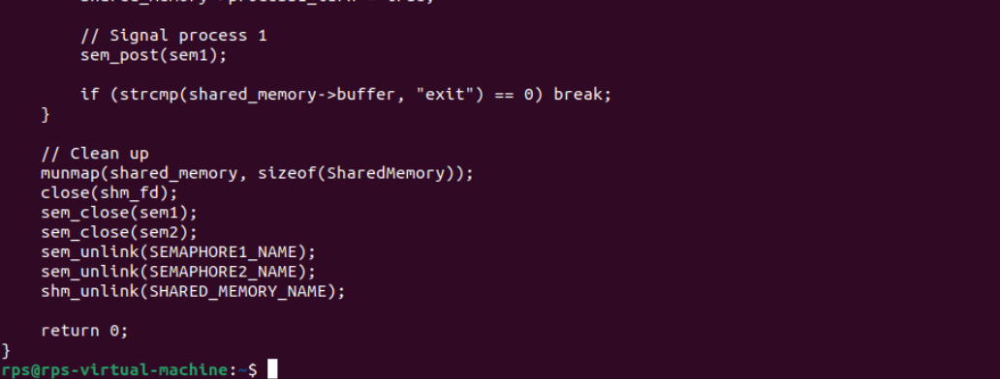 // Signal process 1
sem_post(sem1);
if (strcmp(shared_memory->buffer, "exit") == 0) break;
}
// Clean up
munmap(shared_memory, sizeof(SharedMemory));
close(shm_fd);
sem_close(sem1);
sem_close(sem2);
sem_unlink(SEMAPHORE1_NAME);
sem_unlink(SEMAPHORE2_NAME);
shm_unlink(SHARED_MEMORY_NAME);
return 0;
}
rps@rps-virtual-machine:~$